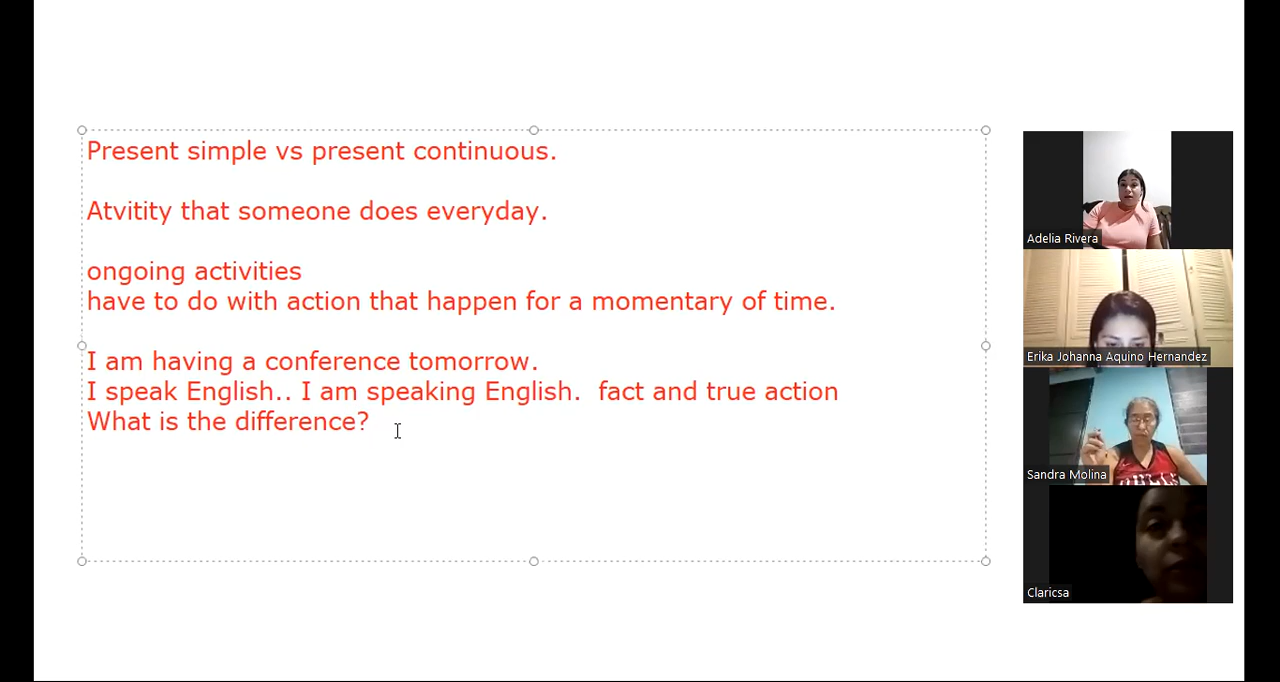 Present simple vs present continuous.
Atvitity that someone does everyday.
ongoing activities
have to do with action that happen for a momentary of time.
I am having a conference tomorrow.
I speak English.. I am speaking English.  fact and true action
What is the difference?
Adelia Rivera
Erika Johanna Aquino Hernandez
Sandra Molina
Claricsa